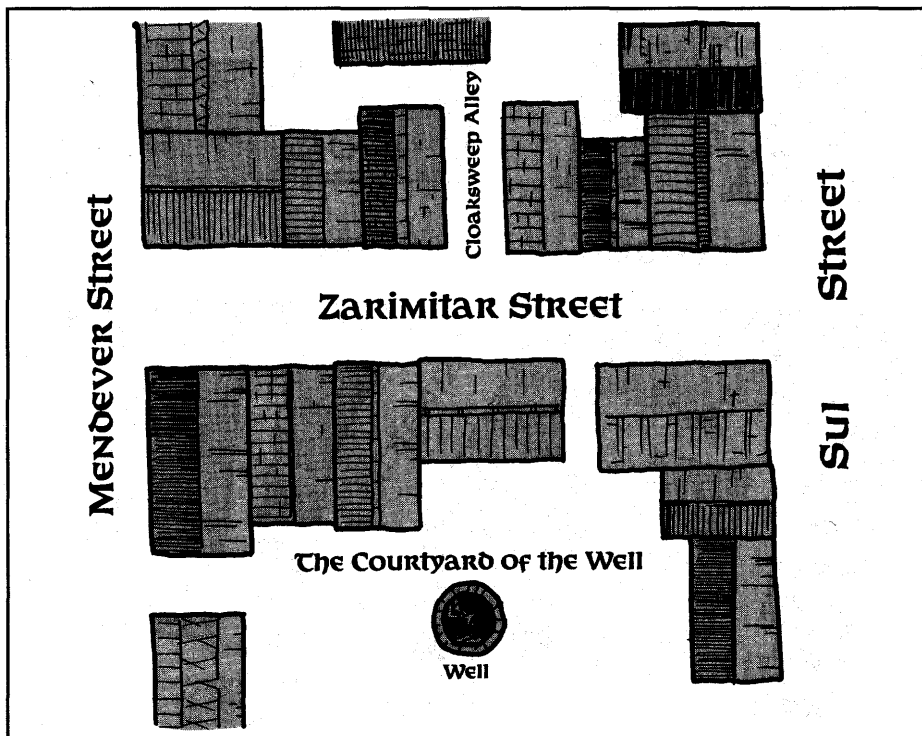 Cloaksweep Alley
Mendever Street
Zarimitar Street
Sul Street
The Courtyard of the Well
Well